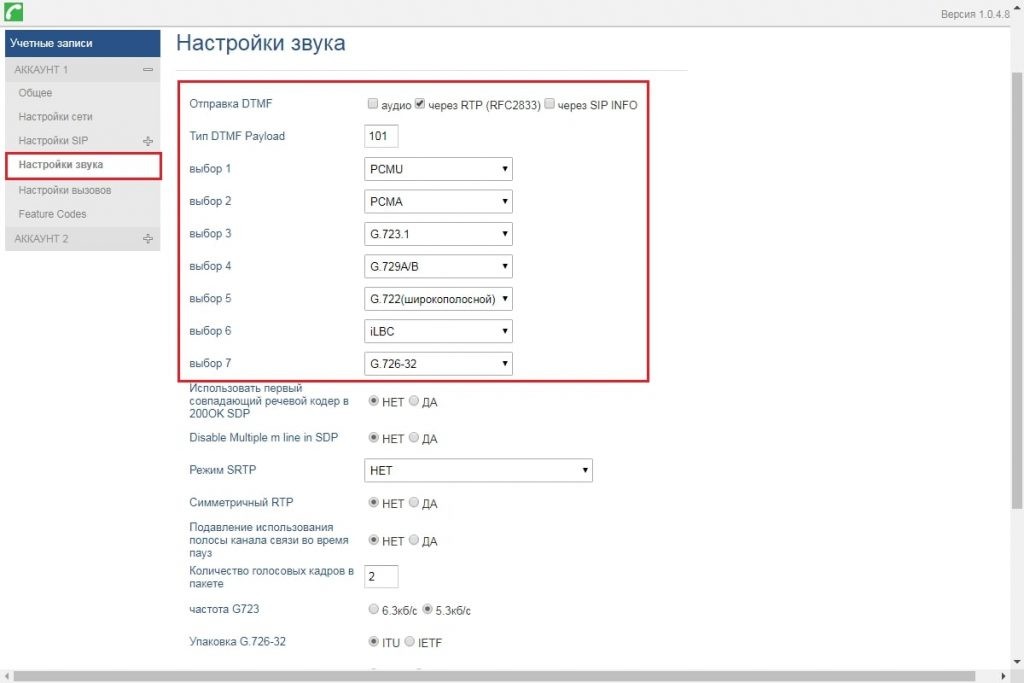 Версия 1.0.4.8
Учетные записи
АККАУНТ 1
Общее
Настройки сети
Настройки SIP
Настройки звука
Настройки вызовов
Feature Codes
АККАУНТ 2
Настройки звука
Отправка DTMF аудио через RTP (RFC2833) через SIP INFO
Тип DTMF Payload 101
выбор 1 PCMU
выбор 2 PCMA
выбор 3 G.723.1
выбор 4 G.729A/B
выбор 5 G.722(широкополосной)
выбор 6 iLBC
выбор 7 G.726-32
Использовать первый
совпадающий речевой кодер в НЕТ ДА
200OK SDP
Disable Multiple m line in SDP НЕТ ДА
Режим SRTP НЕТ
Симметричный RTP НЕТ ДА
Подавление использования
полосы канала связи во время НЕТ ДА
пауз
Количество голосовых кадров в 2
пакете
частота G723 6.3кб/с 5.3кб/с
Упаковка G.726-32 ITU IETF